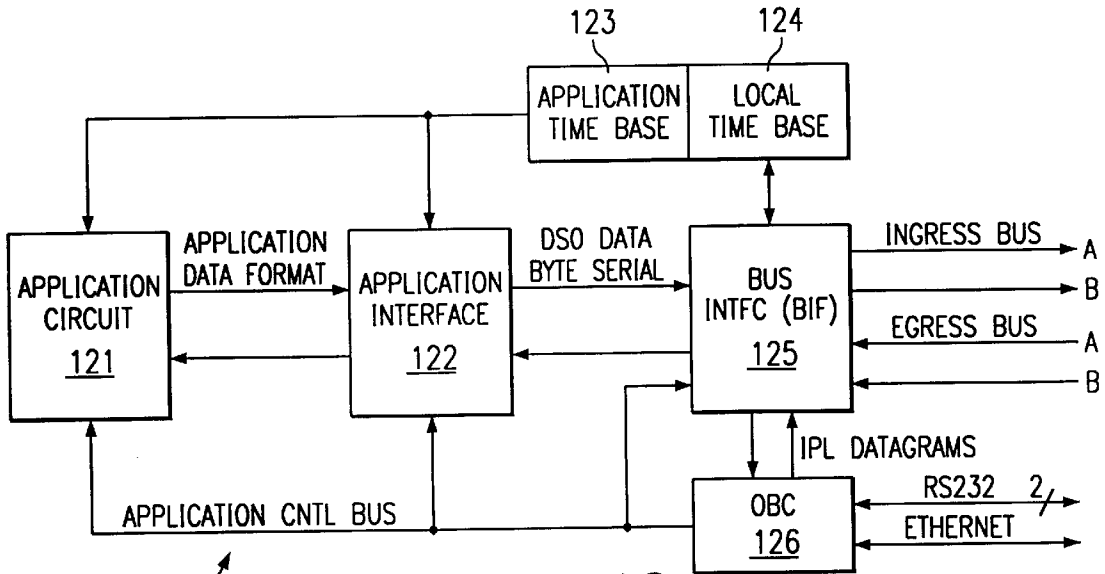 123
124
APPLICATION
TIME BASE
LOCAL
TIME BASE
APPLICATION
DATA FORMAT
DSO DATA
BYTE SERIAL
INGRESS BUS
A
B
EGRESS BUS
A
B
APPLICATION
CIRCUIT
121
APPLICATION
INTERFACE
122
BUS
INTFC (BIF)
125
IPL DATAGRAMS
APPLICATION CNTL BUS
OBC
126
RS232 2/
ETHERNET